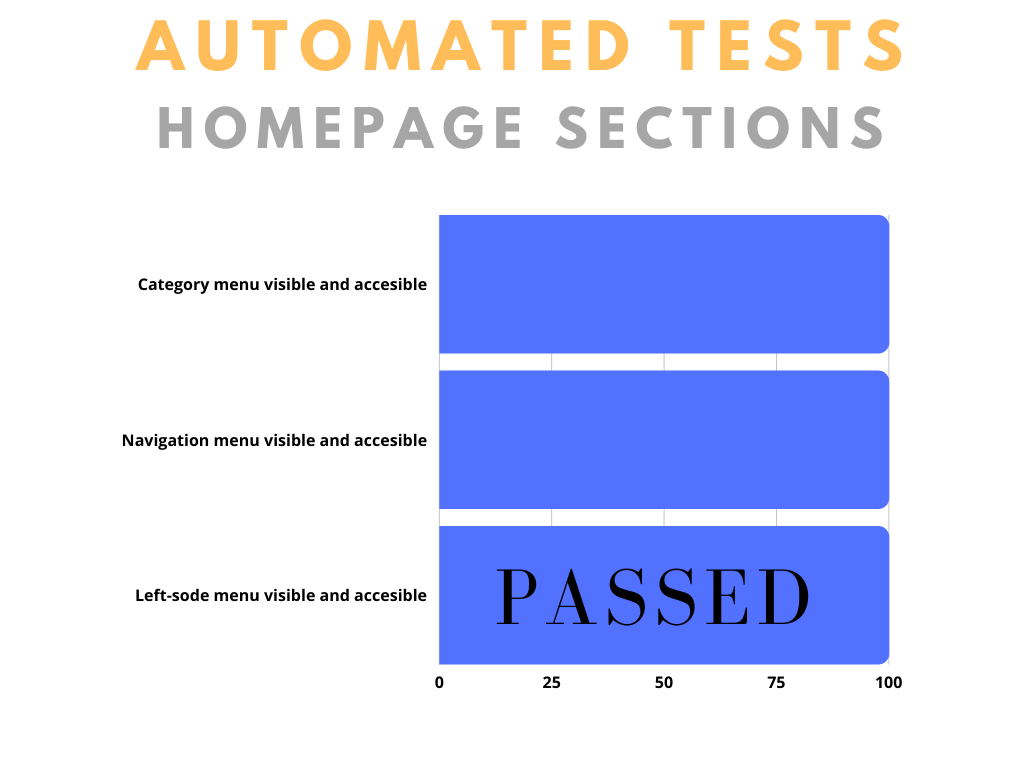 AUTOMATED TESTS
HOMEPAGE SECTIONS
Category menu visible and accesible
Navigation menu visible and accesible
Left-sode menu visible and accesible
PASSED
0 25 50 75 100